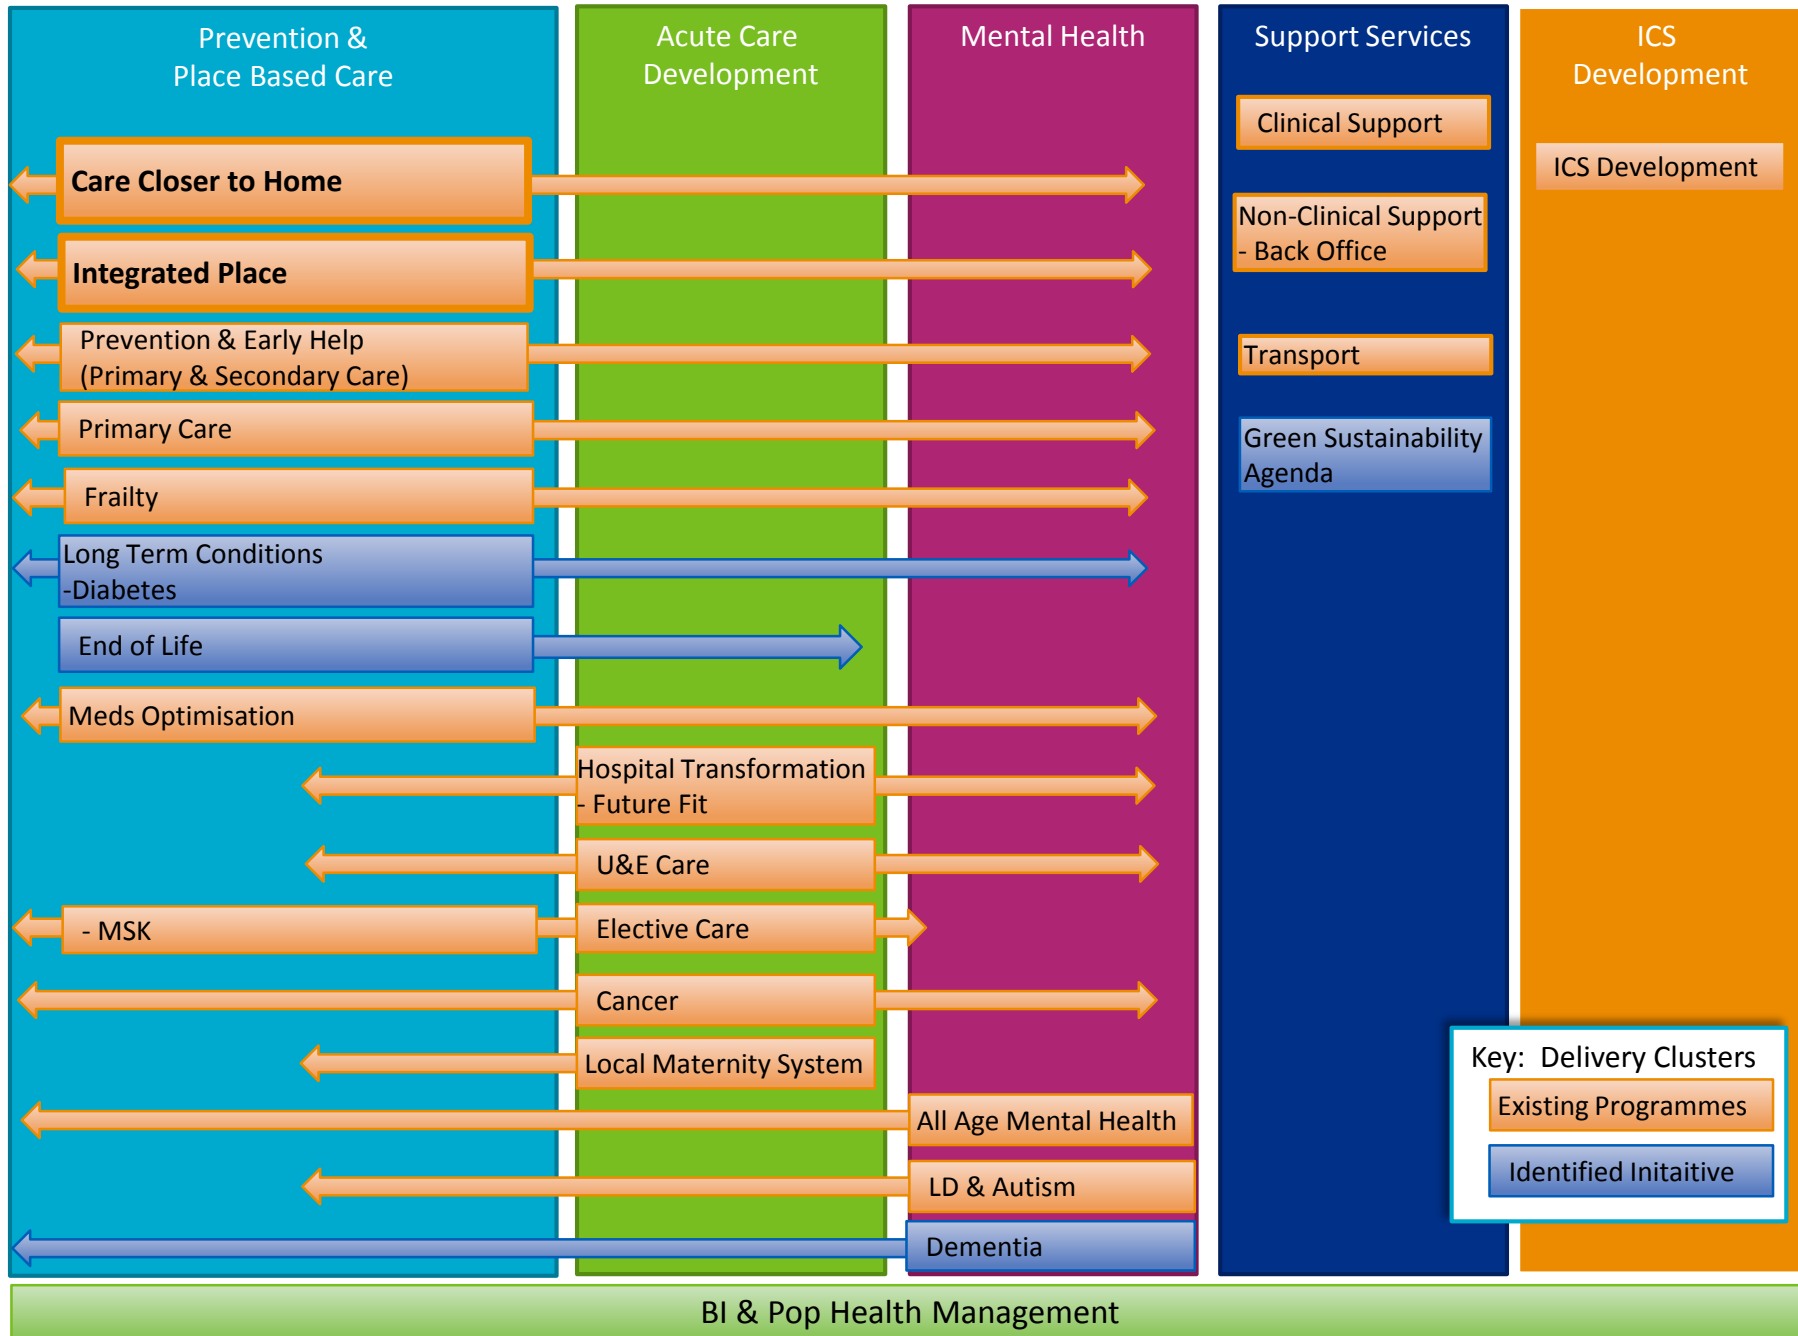 Prevention &
Place Based Care
Acute Care
Development
Mental Health
Support Services
ICS
Development
Care Closer to Home
Integrated Place
Prevention & Early Help
(Primary & Secondary Care)
Primary Care
Frailty
Long Term Conditions
-Diabetes
End of Life
Meds Optimisation
Hospital Transformation
- Future Fit
U&E Care
- MSK
Elective Care
Cancer
Local Maternity System
All Age Mental Health
LD & Autism
Dementia
Clinical Support
Non-Clinical Support
- Back Office
Transport
Green Sustainability
Agenda
ICS Development
Key: Delivery Clusters
Existing Programmes
Identified Initaitive
BI & Pop Health Management